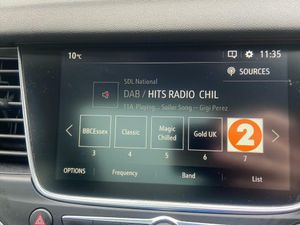 10°c
11:35
SOURCES
SDL National
DAB / HITS RADIO CHIL
11A Playing... Sailor Song - Gigi Perez
BBCEssex
Classic
Magic Chilled
Gold UK
2
3
4
5
6
7
OPTIONS
Frequency
Band
List